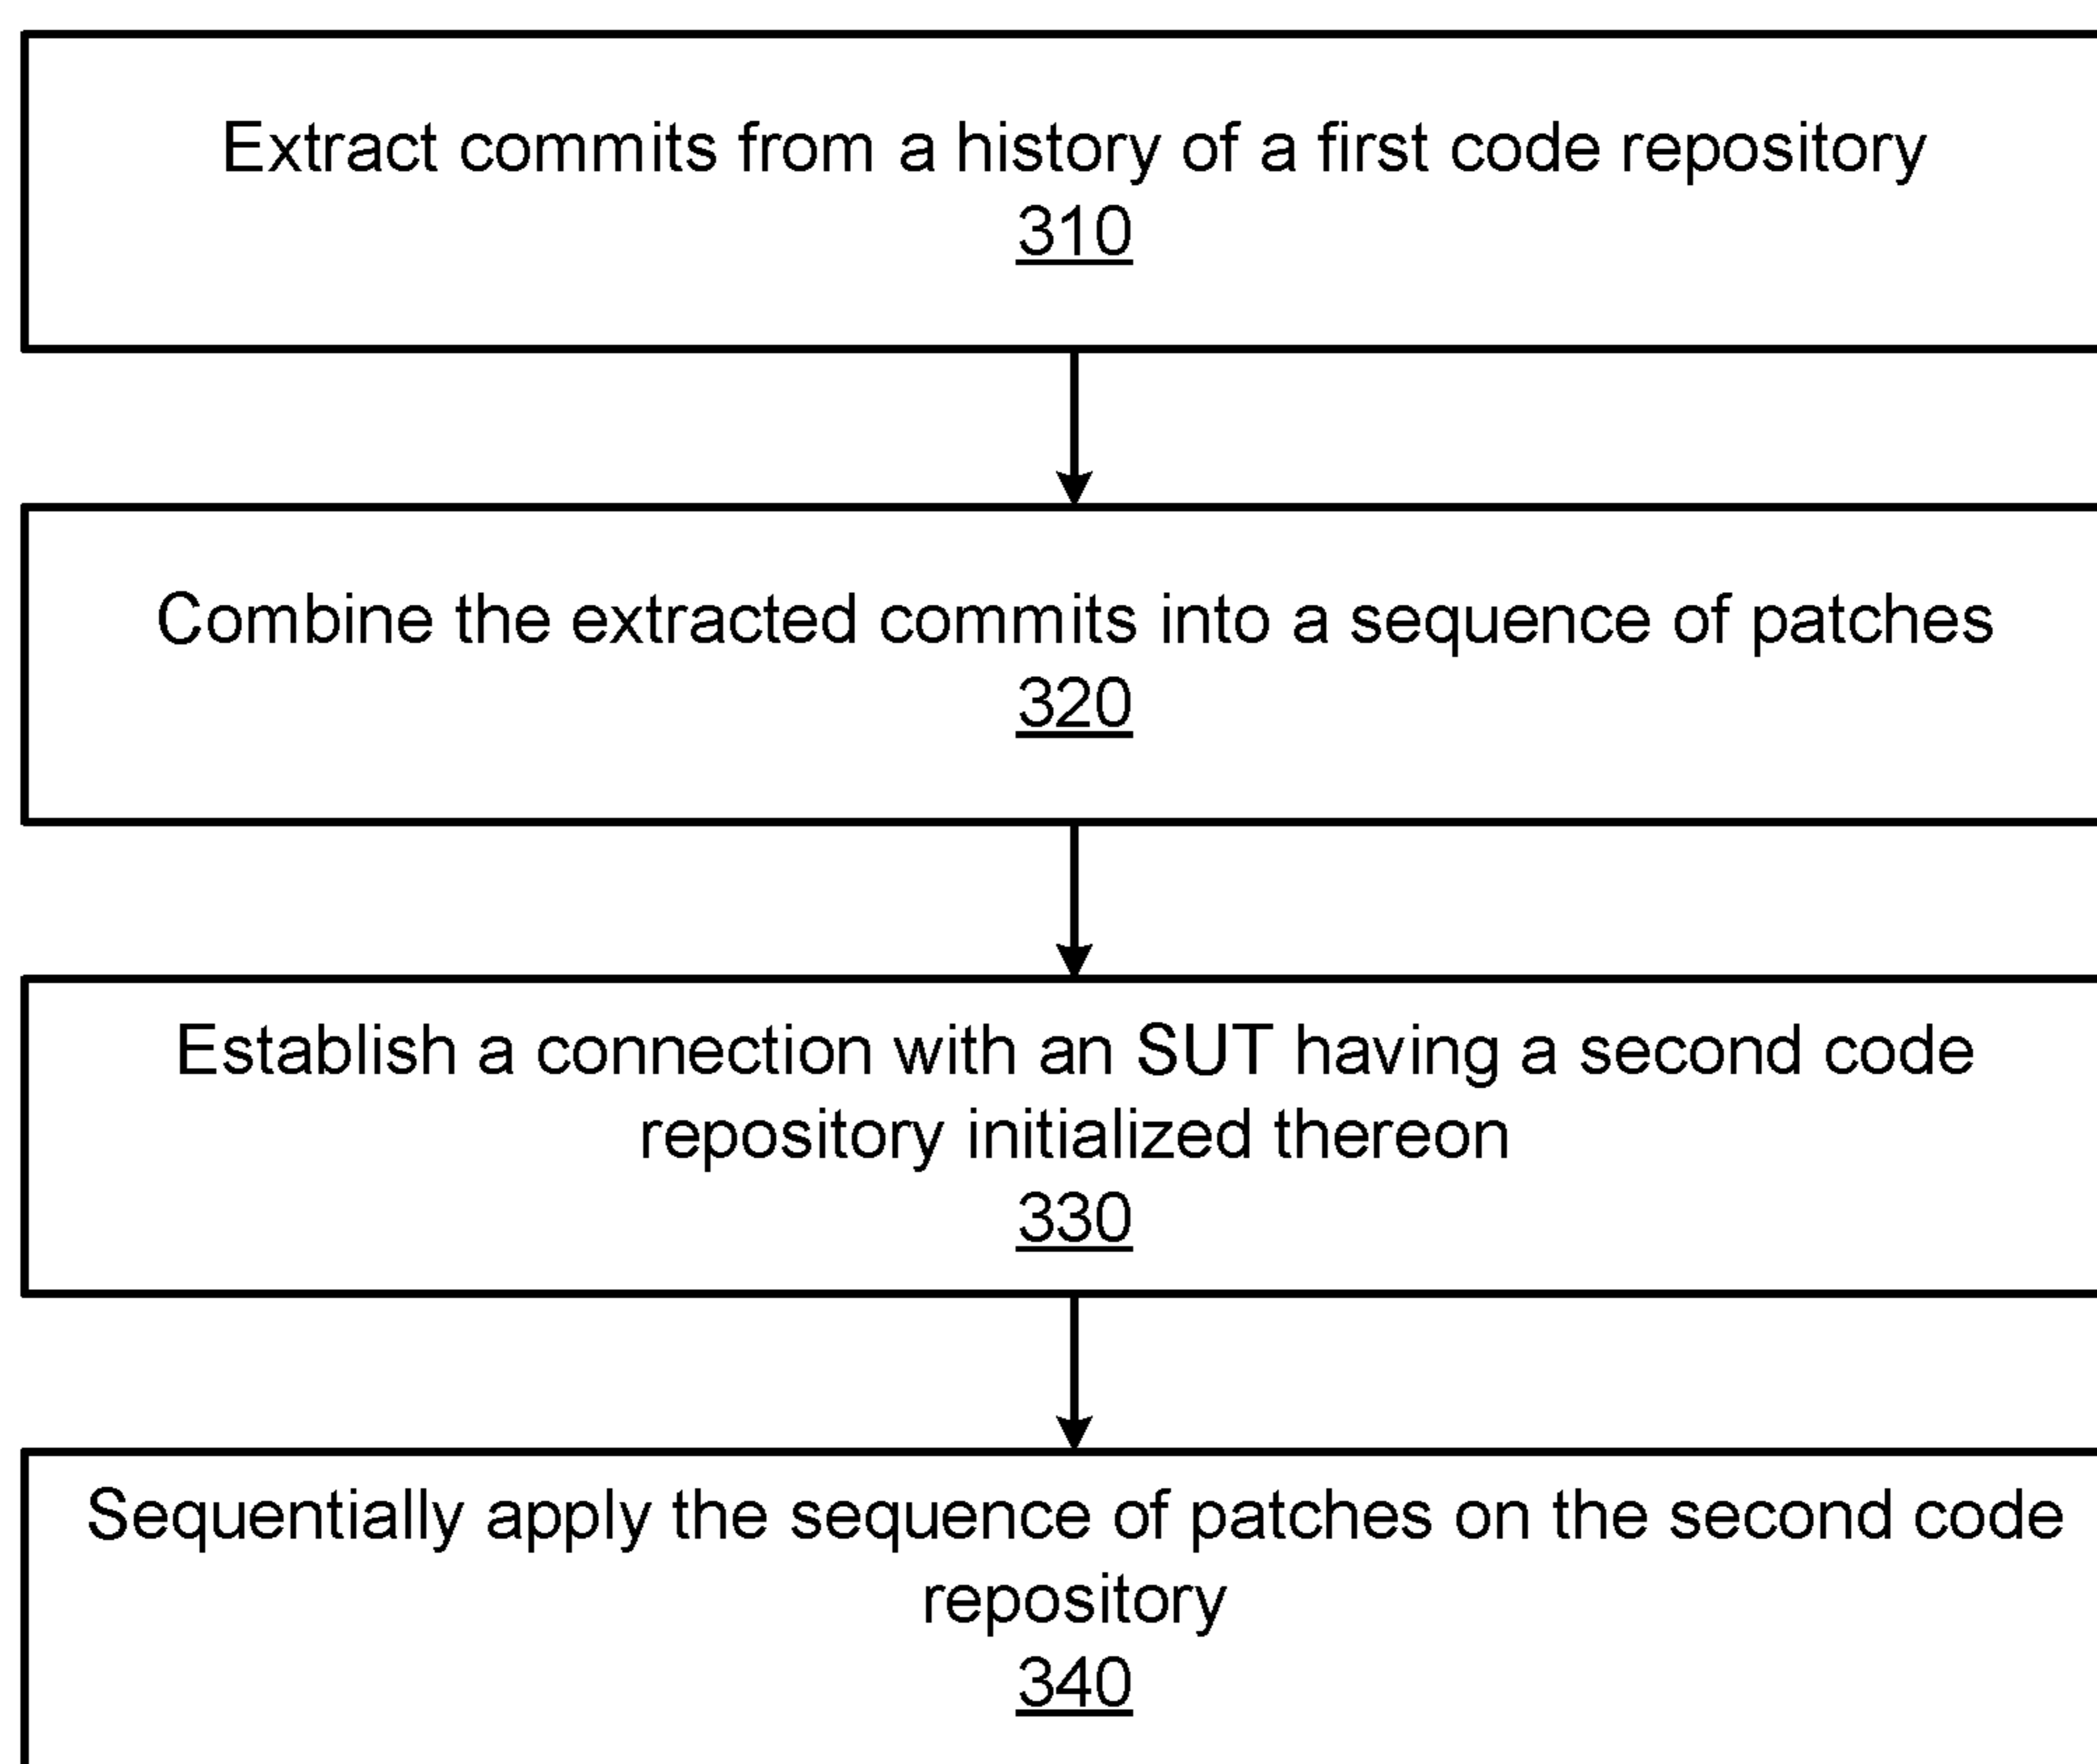 Extract commits from a history of a first code repository
310
Combine the extracted commits into a sequence of patches
320
Establish a connection with an SUT having a second code
repository initialized thereon
330
Sequentially apply the sequence of patches on the second code
repository
340